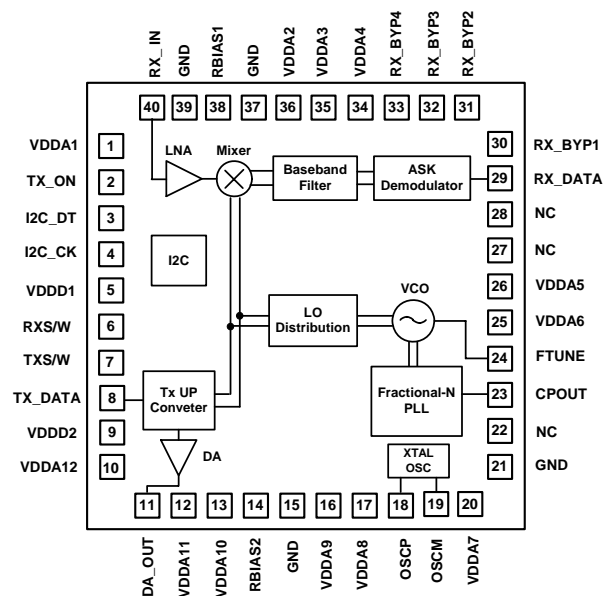 RX_ IN
GND
RBIAS1
GND
VDDA2
VDDA3
VDDA4
RX_BYP4
RX_BYP3
RX_BYP2
40
39
38
37
36
35
34
33
32
31
VDDA1
1
TX_ON
2
I2C_DT
3
I2C_CK
4
VDDD1
5
RXS/W
6
TXS/W
7
TX_DATA
8
VDDD2
9
VDDA12
10
30
RX_BYP1
29
RX_DATA
28
NC
27
NC
26
VDDA5
25
VDDA6
24
FTUNE
23
CPOUT
22
NC
21
GND
LNA
Mixer
Baseband
Filter
ASK
Demodulator
I2C
LO
Distribution
VCO
Tx UP
Conveter
Fractional-N
PLL
DA
XTAL
OSC
11
12
13
14
15
16
17
18
19
20
DA_OUT
VDDA11
VDDA10
RBIAS2
GND
VDDA9
VDDA8
OSCP
OSCM
VDDA7